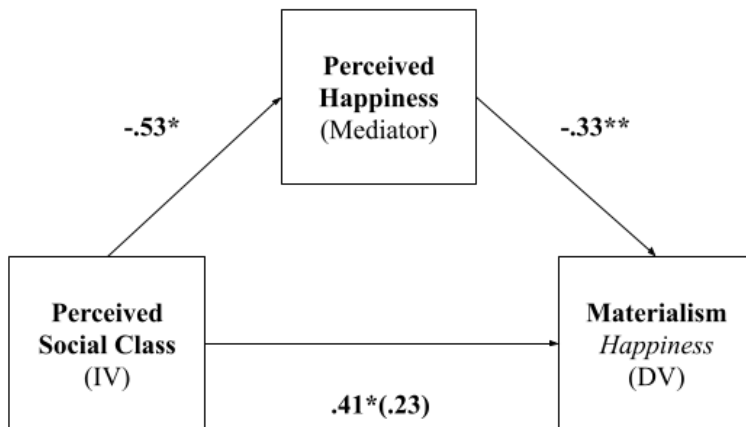 Perceived
Happiness
(Mediator)
-.53*
-.33**
Perceived
Social Class
(IV)
Materialism
Happiness
(DV)
.41*(.23)